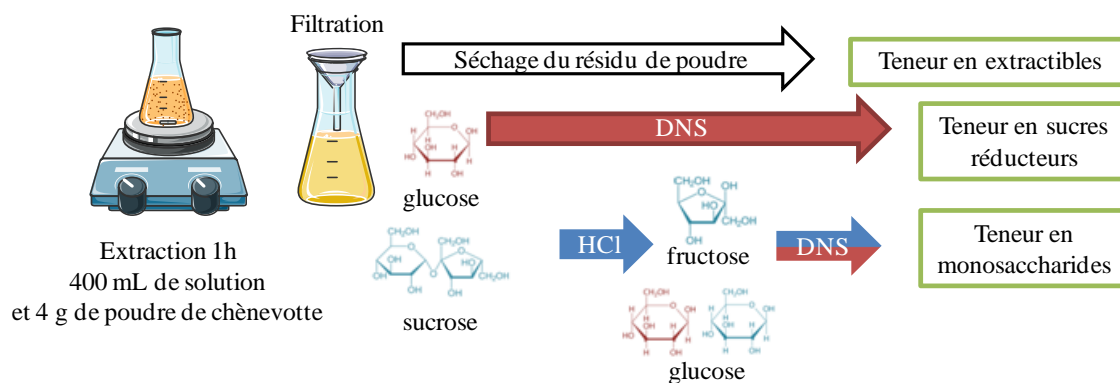 Filtration
Séchage du résidu de poudre
Teneur en extractibles
DNS
Teneur en sucres
réducteurs
glucose
Extraction 1h
400 mL de solution
et 4 g de poudre de chènevotte
sucrose
HCl
fructose
DNS
Teneur en
monosaccharides
glucose